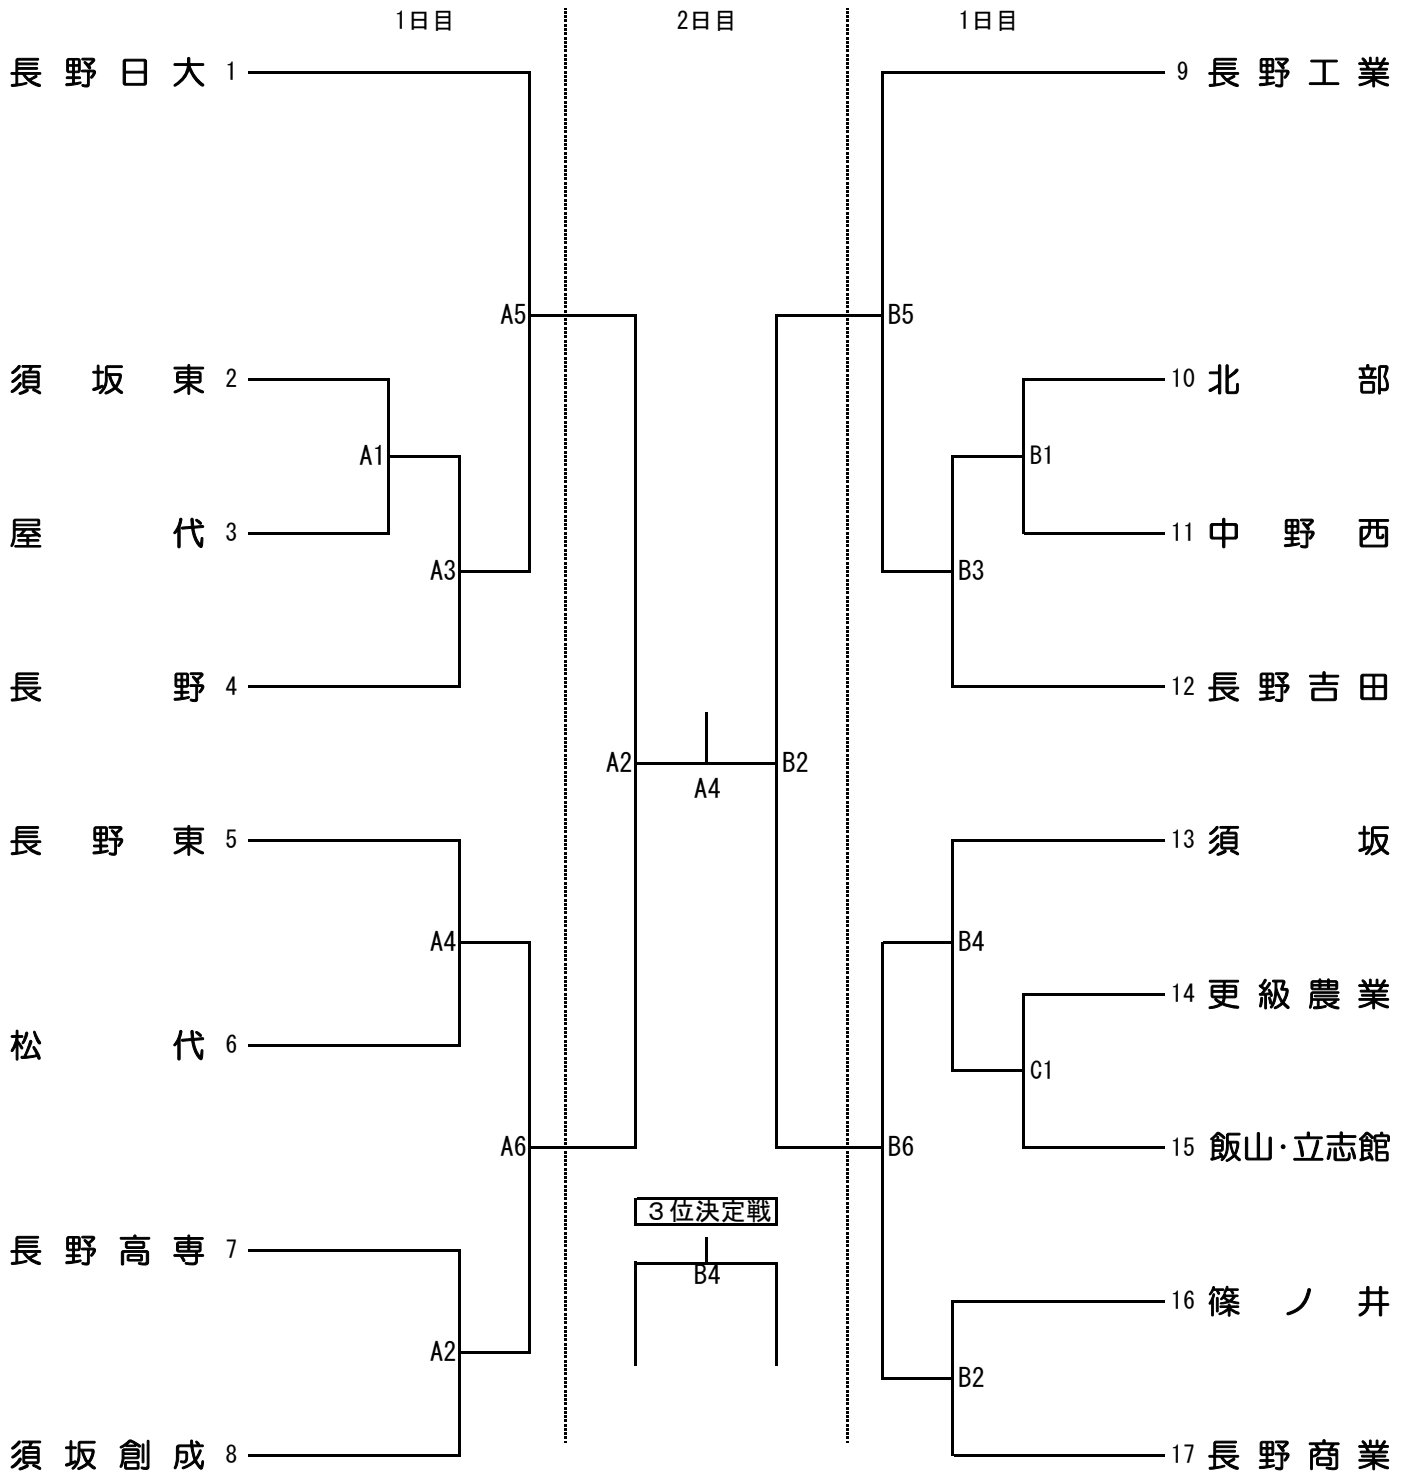 1日目 2日目 1日目
長野日大 1
9 長野工業
A5
B5
須坂東 2
10 北部
A1
B1
屋代 3
11 中野西
A3
B3
長野 4
12 長野吉田
A2
B2
A4
長野東 5
13 須坂
A4
B4
14 更級農業
松代 6
C1
A6
B6
15 飯山・立志館
3位決定戦
長野高専 7
B4
16 篠ノ井
A2
B2
須坂創成 8
17 長野商業